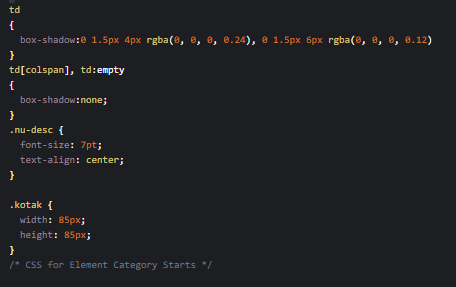 td
{
box-shadow:0 1.5px 4px rgba(0, 0, 0, 0.24), 0 1.5px 6px rgba(0, 0, 0, 0.12)
}
td[colspan], td:empty
{
box-shadow:none;
}
.nu-desc {
font-size: 7pt;
text-align: center;
}
.kotak {
width: 85px;
height: 85px;
}
/* CSS for Element Category Starts */